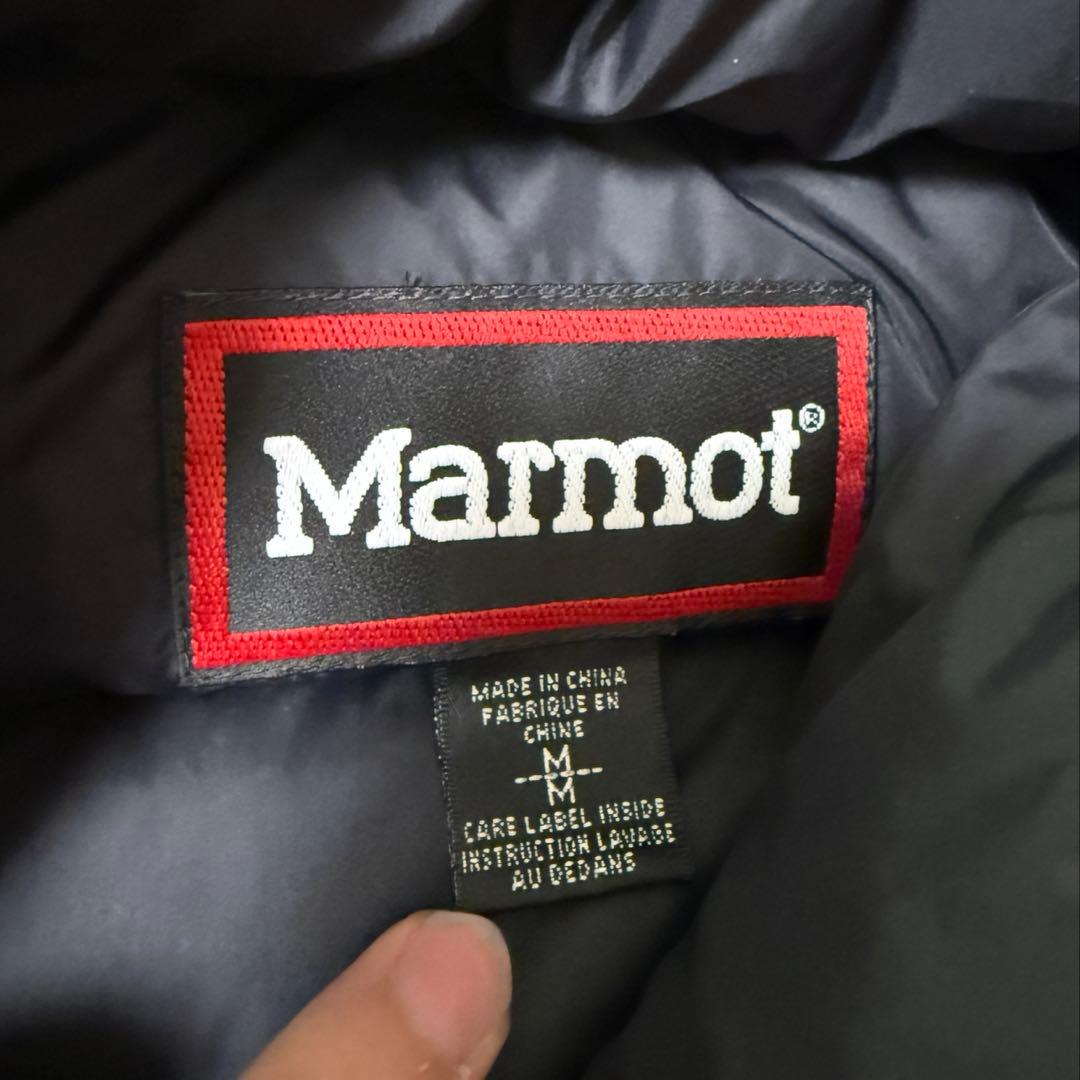 Marmot®
MADE IN CHINA
FABRIQUE EN
CHINE
M
M
CARE LABEL INSIDE
INSTRUCTION LAVAGE
AU DEDANS